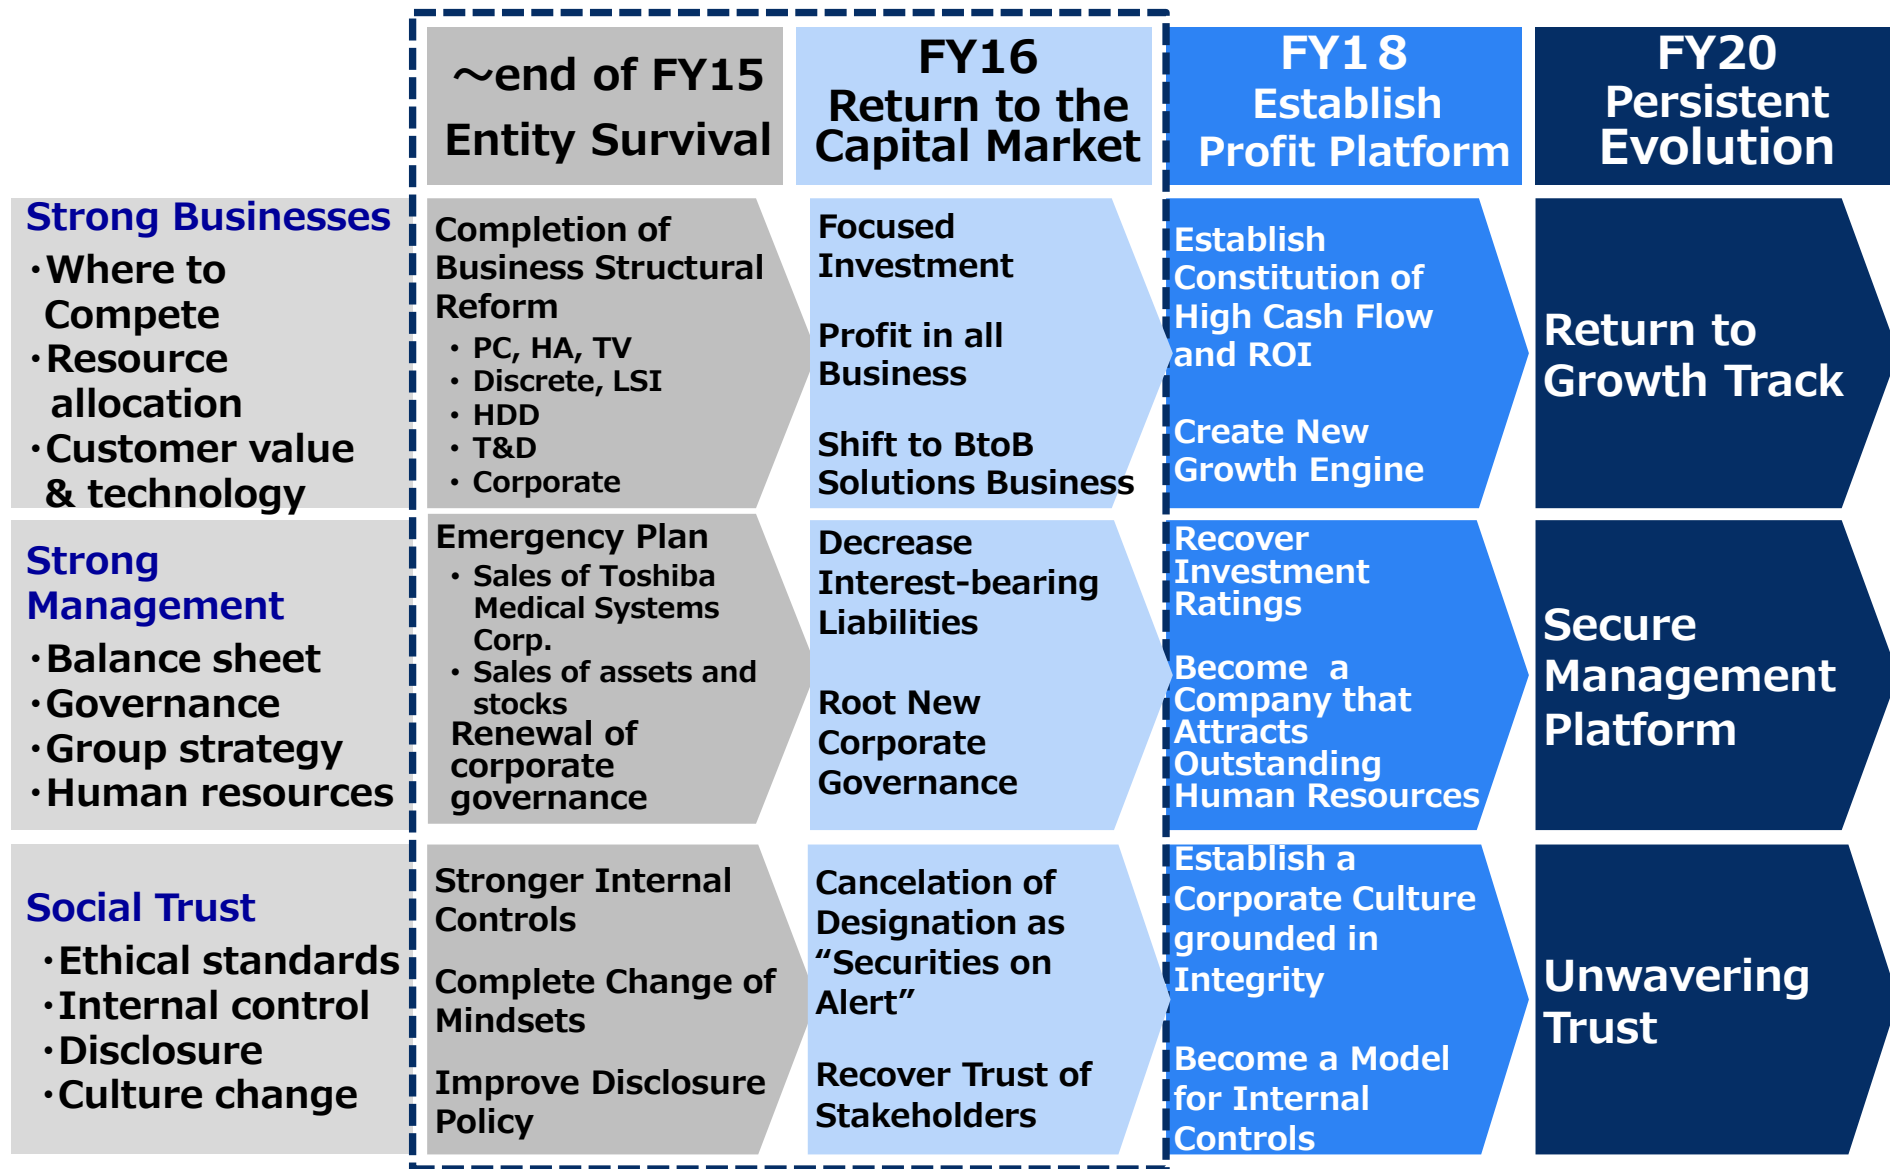 ～end of FY15
Entity Survival
FY16
Return to the
Capital Market
FY18
Establish
Profit Platform
FY20
Persistent
Evolution
Strong Businesses
・Where to
Compete
・Resource
allocation
・Customer value
& technology
Completion of
Business Structural
Reform
・ PC, HA, TV
・ Discrete, LSI
・ HDD
・ T&D
・ Corporate
Focused
Investment
Profit in all
Business
Shift to BtoB
Solutions Business
Establish
Constitution of
High Cash Flow
and ROI
Create New
Growth Engine
Return to
Growth Track
Strong
Management
・Balance sheet
・Governance
・Group strategy
・Human resources
Emergency Plan
・ Sales of Toshiba
Medical Systems
Corp.
・ Sales of assets and
stocks
Renewal of
corporate
governance
Decrease
Interest-bearing
Liabilities
Root New
Corporate
Governance
Recover
Investment
Ratings
Become a
Company that
Attracts
Outstanding
Human Resources
Secure
Management
Platform
Social Trust
・Ethical standards
・Internal control
・Disclosure
・Culture change
Stronger Internal
Controls
Complete Change of
Mindsets
Improve Disclosure
Policy
Cancelation of
Designation as
“Securities on
Alert”
Recover Trust of
Stakeholders
Establish a
Corporate Culture
grounded in
Integrity
Become a Model
for Internal
Controls
Unwavering
Trust